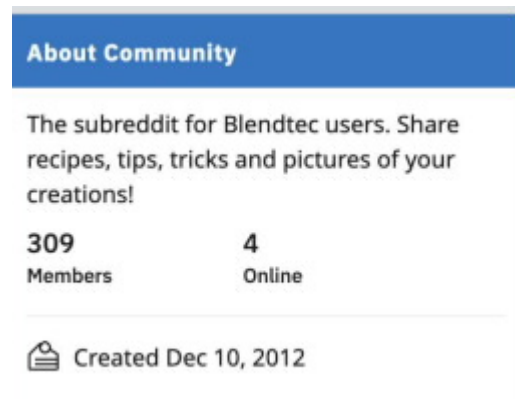 About Community
The subreddit for Blendtec users. Share
recipes, tips, tricks and pictures of your
creations!
309 4
Members Online
Created Dec 10, 2012